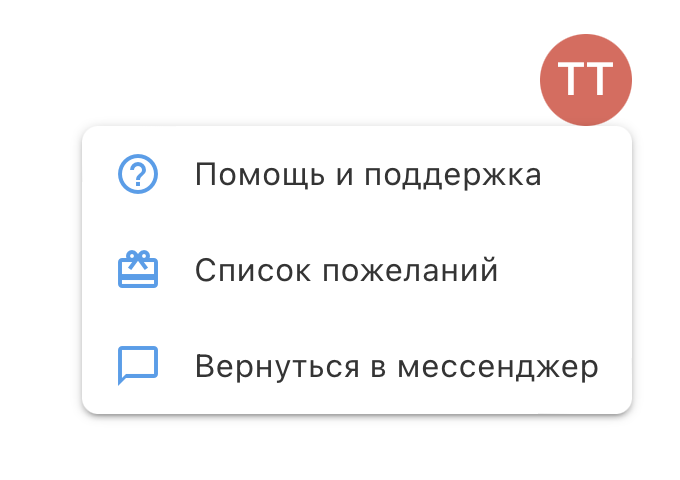 TT
Помощь и поддержка
Список пожеланий
Вернуться в мессенджер